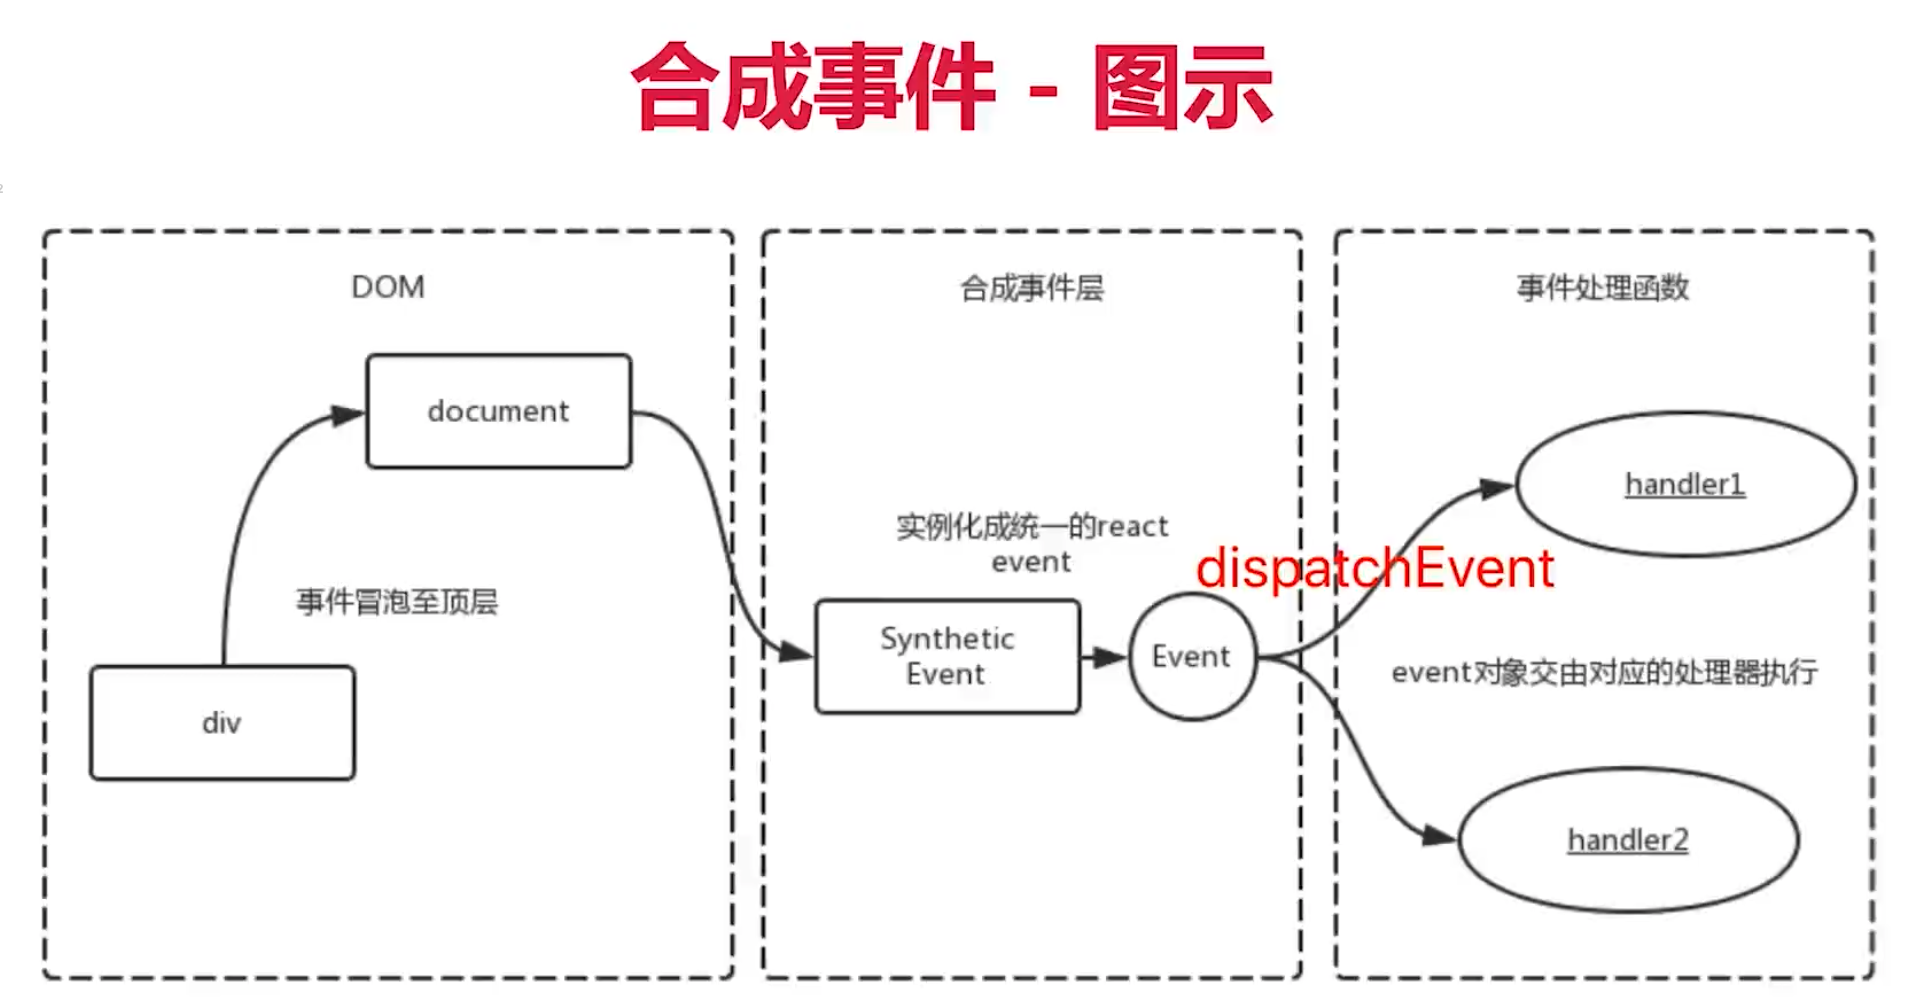 合成事件 - 图示
DOM
document
事件冒泡至顶层
div
合成事件层
实例化成统一的react
event
Synthetic
Event
Event
dispatchEvent
事件处理函数
handler1
event对象交由对应的处理器执行
handler2